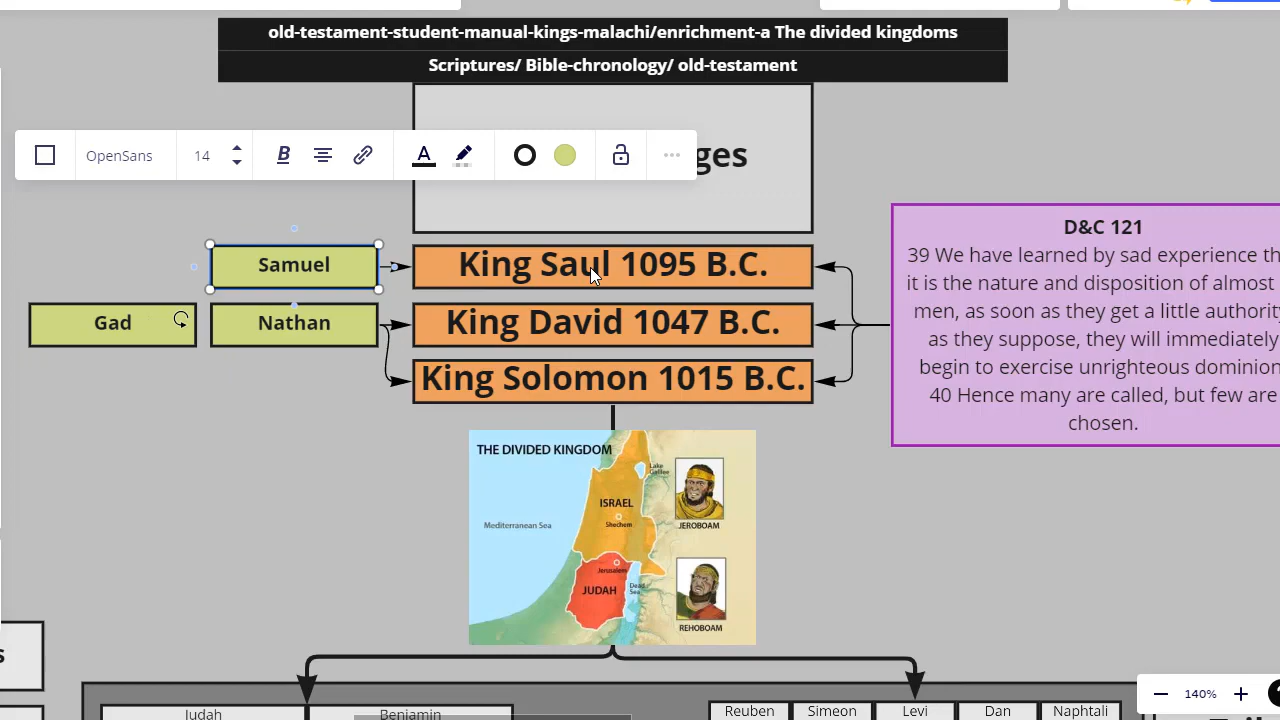 old-testament-student-manual-kings-malachi/enrichment-a The divided kingdoms
Scriptures/ Bible-chronology/ old-testament
OpenSans
14
B
A
ges
Samuel
King Saul 1095 B.C.
Gad
Nathan
King David 1047 B.C.
King Solomon 1015 B.C.
D&C 121
39 We have learned by sad experience th
it is the nature and disposition of almost
men, as soon as they get a little authority
as they suppose, they will immediately
begin to exercise unrighteous dominion
40 Hence many are called, but few are
chosen.
THE DIVIDED KINGDOM
Lake
Galilee
ISRAEL
Shechem
Mediterranean Sea
JEROBOAM
Jerusalem
JUDAH
Dead
Sea
REHOBOAM
s
140%
Judah
Benjamin
Reuben
Simeon
Levi
Dan
Naphtali